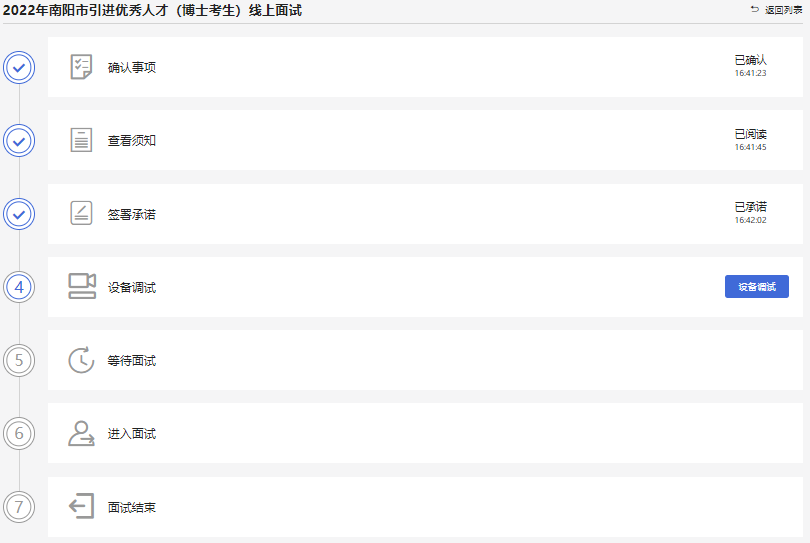 2022年南阳市引进优秀人才（博士考生）线上面试
返回列表
确认事项
已确认
16:41:23
查看须知
已阅读
16:41:45
签署承诺
已承诺
16:42:02
4
设备调试
设备调试
5
等待面试
6
进入面试
7
面试结束